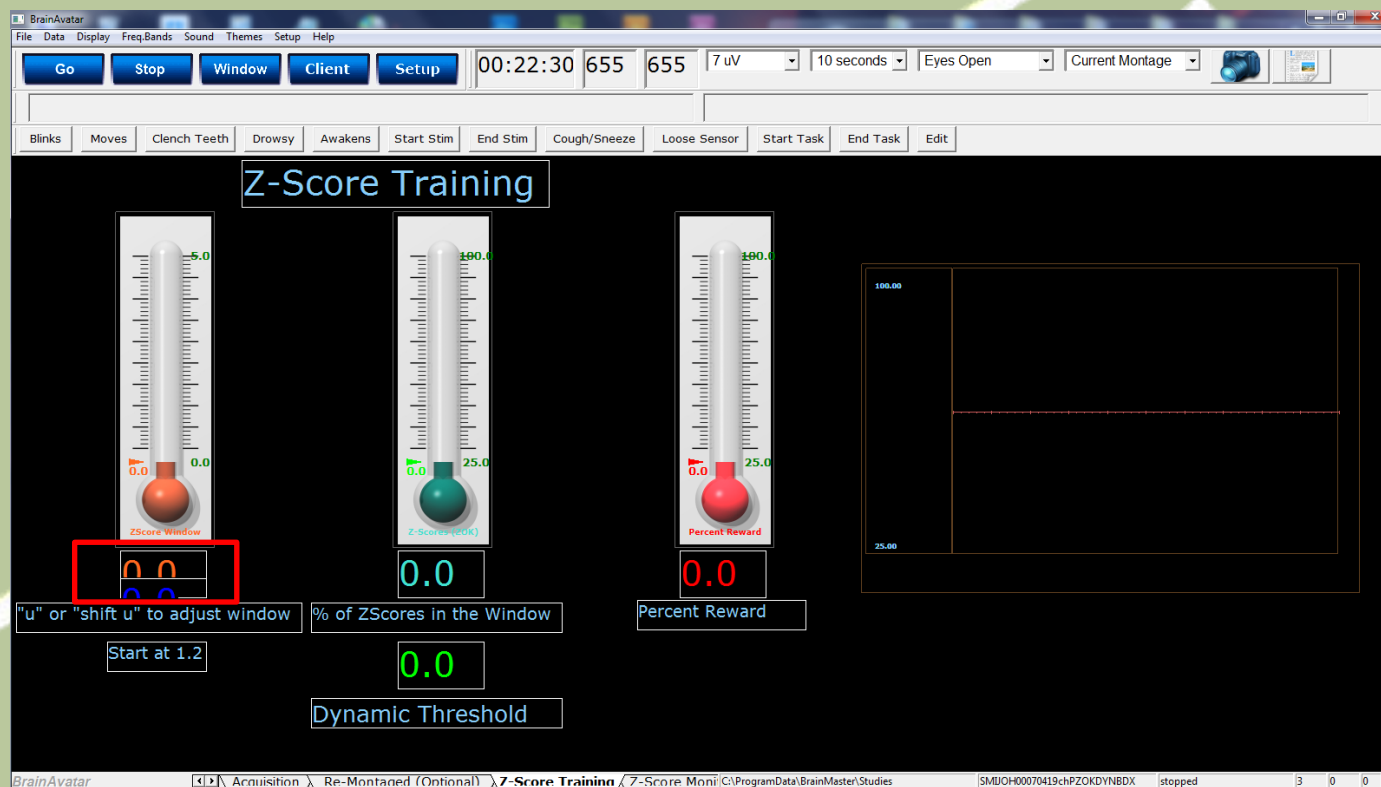 BrainAvatar
File Data Display Freq.Bands Sound Themes Setup Help
Go Stop Window Client Setup 00:22:30 655 655 7 uV 10 seconds Eyes Open Current Montage
Blinks Moves Clench Teeth Drowsy Awakens Start Stim End Stim Cough/Sneeze Loose Sensor Start Task End Task Edit
Z-Score Training
5.0 100.0 100.0
100.00
0.0 0.0 0.0 25.0 0.0 25.0
ZScore Window Z-Scores (ZOK) Percent Reward
25.00
0.0 0.0 0.0
0.0
"u" or "shift u" to adjust window % of ZScores in the Window Percent Reward
Start at 1.2 0.0
Dynamic Threshold
BrainAvatar Acquisition Re-Montaged (Optional) Z-Score Training Z-Score Moni C:\ProgramData\BrainMaster\Studies SMIJOH00070419chPZOKDYNBDX stopped 3 0 0